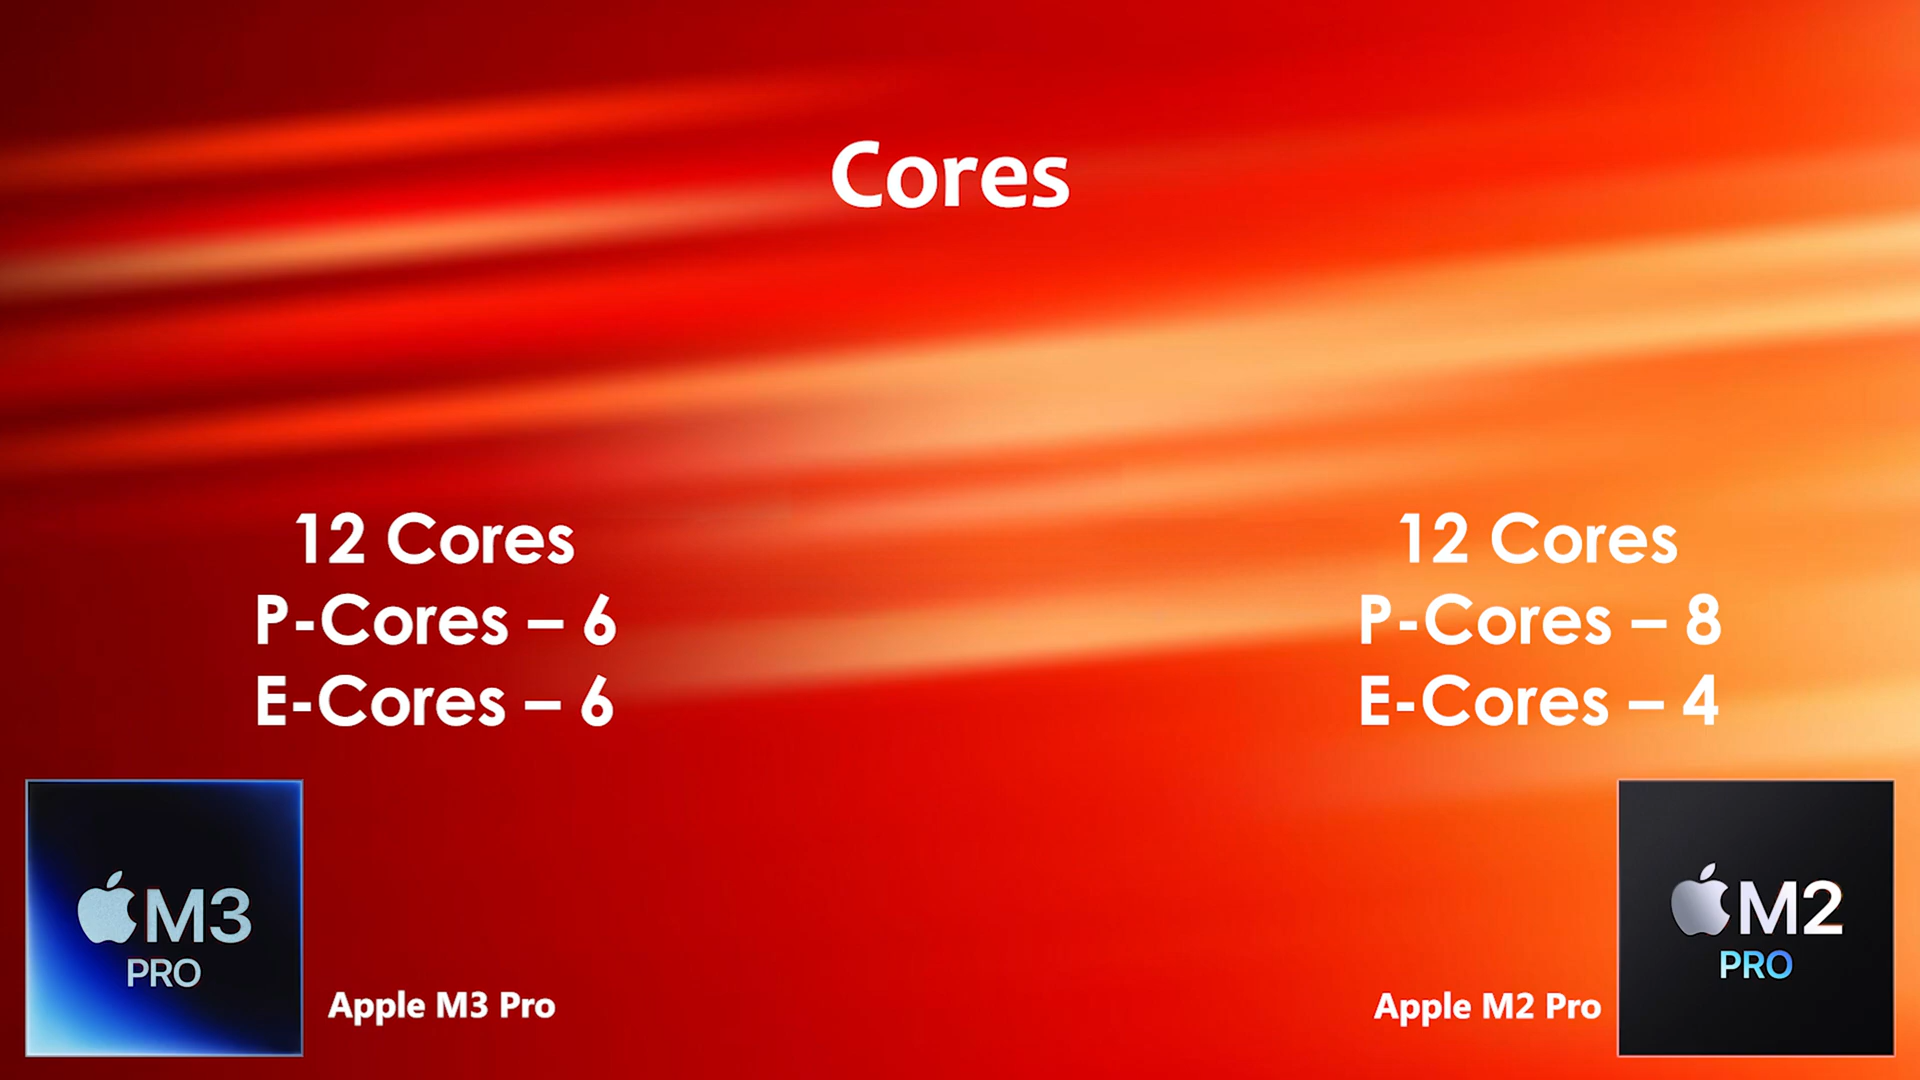 Cores
12 Cores
P-Cores – 6
E-Cores – 6
12 Cores
P-Cores – 8
E-Cores – 4
M3
PRO
Apple M3 Pro
Apple M2 Pro
M2
PRO